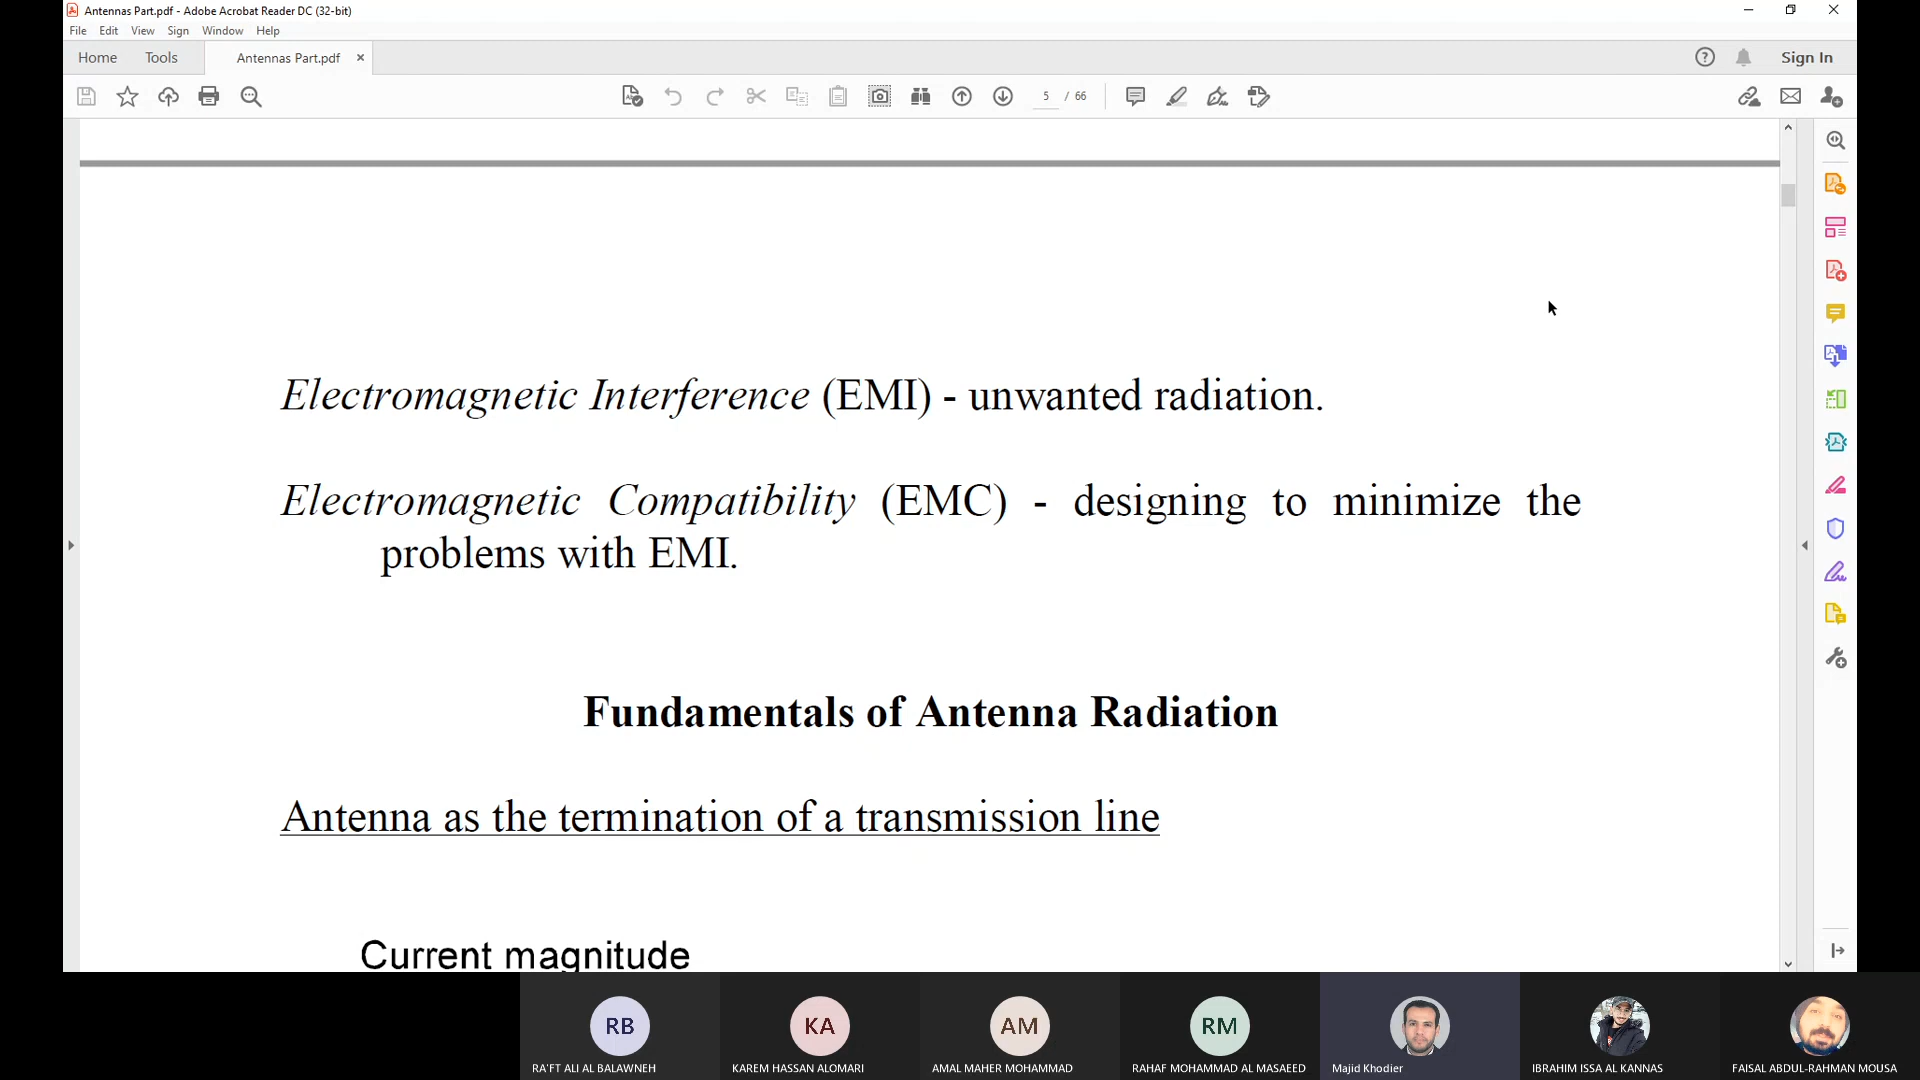 Antennas Part.pdf - Adobe Acrobat Reader DC (32-bit)
File Edit View Sign Window Help
Home Tools Antennas Part.pdf × Sign In
5 / 66
Electromagnetic Interference (EMI) - unwanted radiation.
Electromagnetic Compatibility (EMC) - designing to minimize the
problems with EMI.
Fundamentals of Antenna Radiation
Antenna as the termination of a transmission line
Current magnitude
RB KA AM RM
RA'FT ALI AL BALAWNEH KAREM HASSAN ALOMARI AMAL MAHER MOHAMMAD RAHAF MOHAMMAD AL MASAEED Majid Khodier IBRAHIM ISSA AL KANNAS FAISAL ABDUL-RAHMAN MOUSA